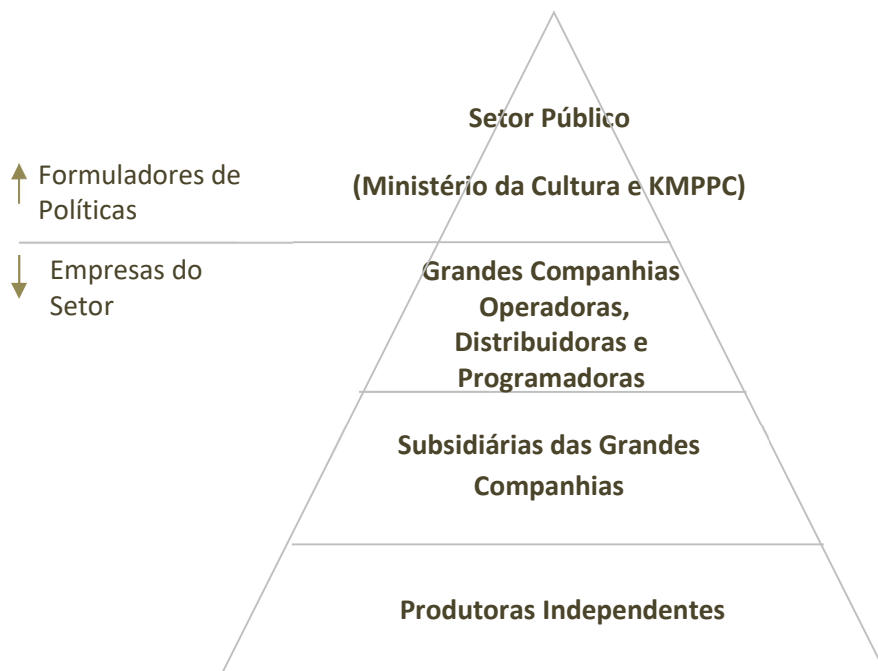 Setor Público
(Ministério da Cultura e KMPPC)
Formuladores de
Políticas
Empresas do
Setor
Grandes Companhias
Operadoras,
Distribuidoras e
Programadoras
Subsidiárias das Grandes
Companhias
Produtoras Independentes